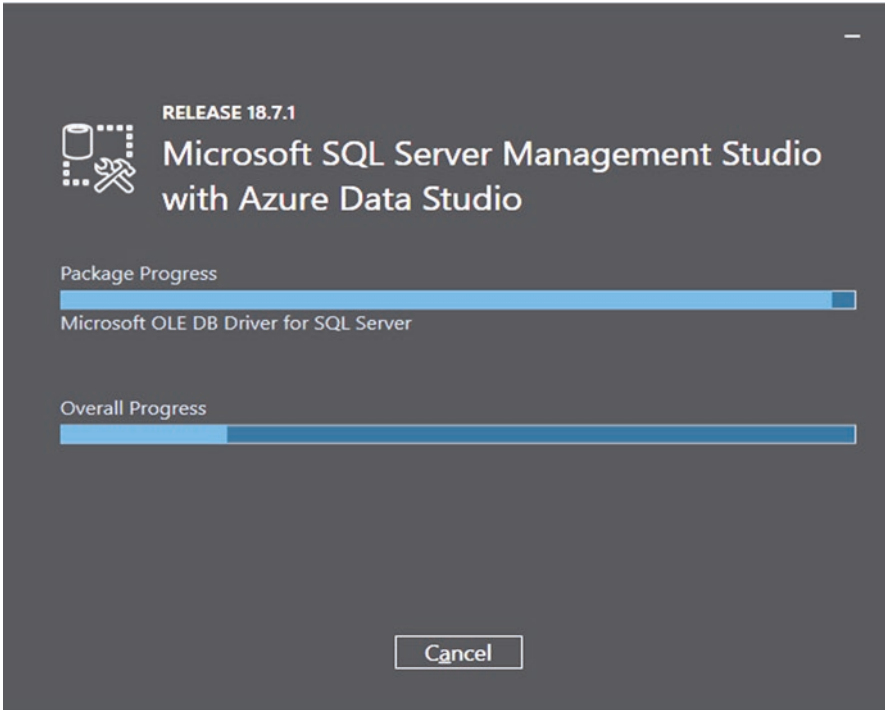 RELEASE 18.7.1
Microsoft SQL Server Management Studio
with Azure Data Studio
Package Progress
Microsoft OLE DB Driver for SQL Server
Overall Progress
Cancel